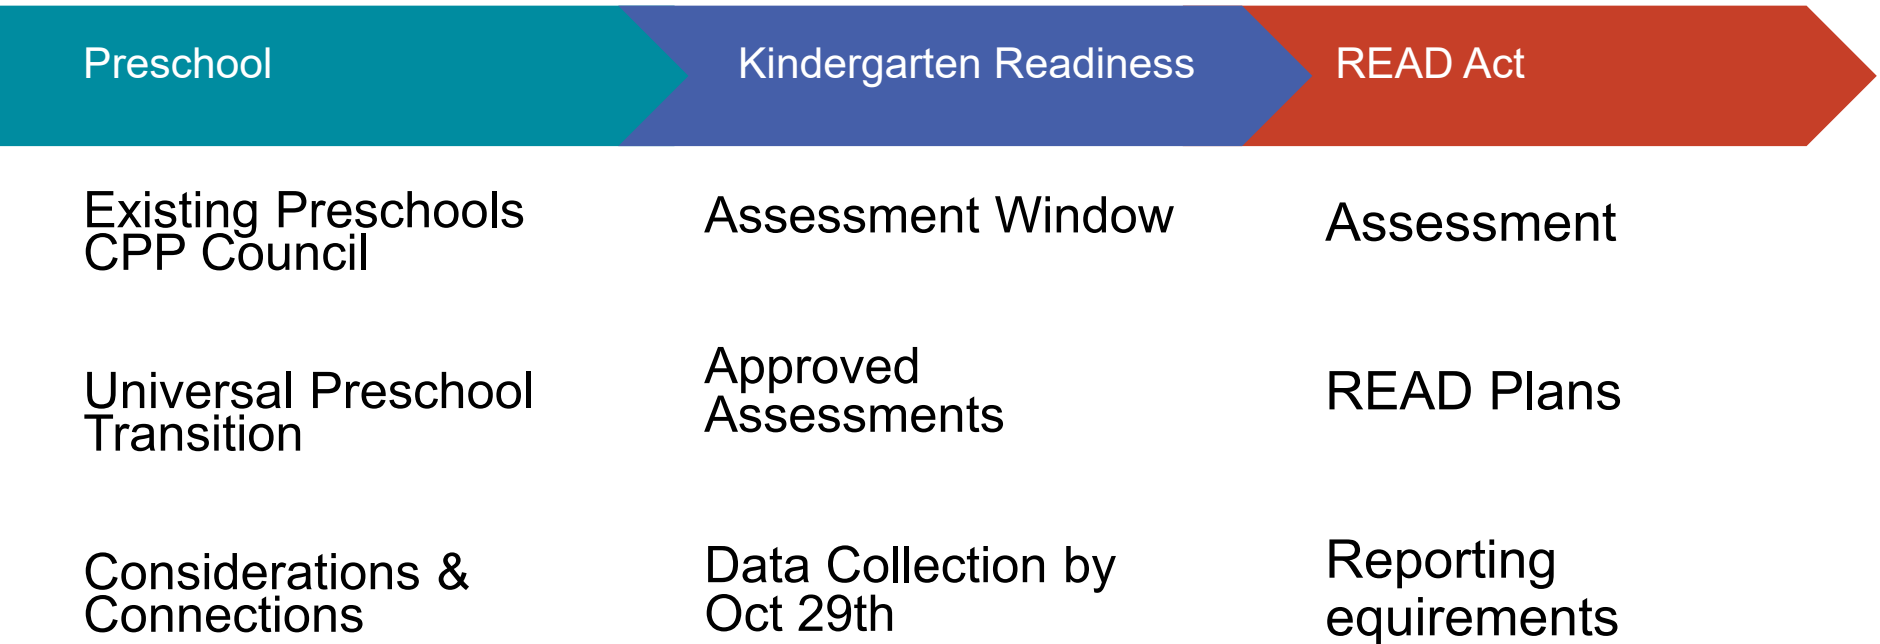 Preschool
Kindergarten Readiness
READ Act
Existing Preschools
CPP Council
Universal Preschool
Transition
Considerations &
Connections
Assessment Window
Approved
Assessments
Data Collection by
Oct 29th
Assessment
READ Plans
Reporting
equirements